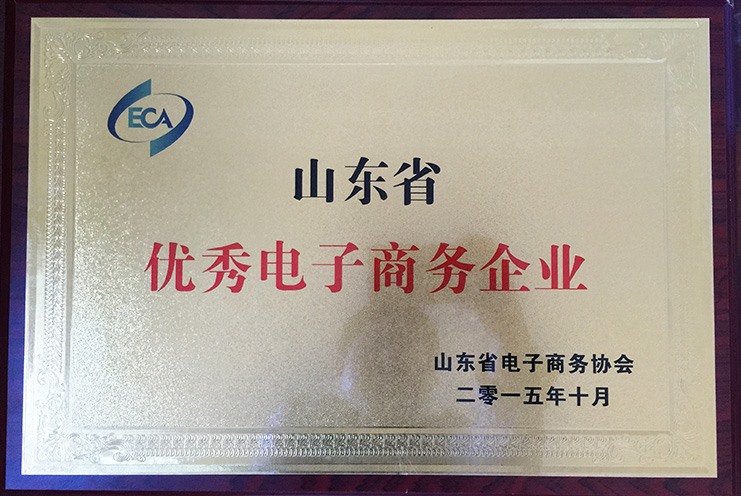 ECA
山东省
优秀电子商务企业
山东省电子商务协会
二零一五年十月